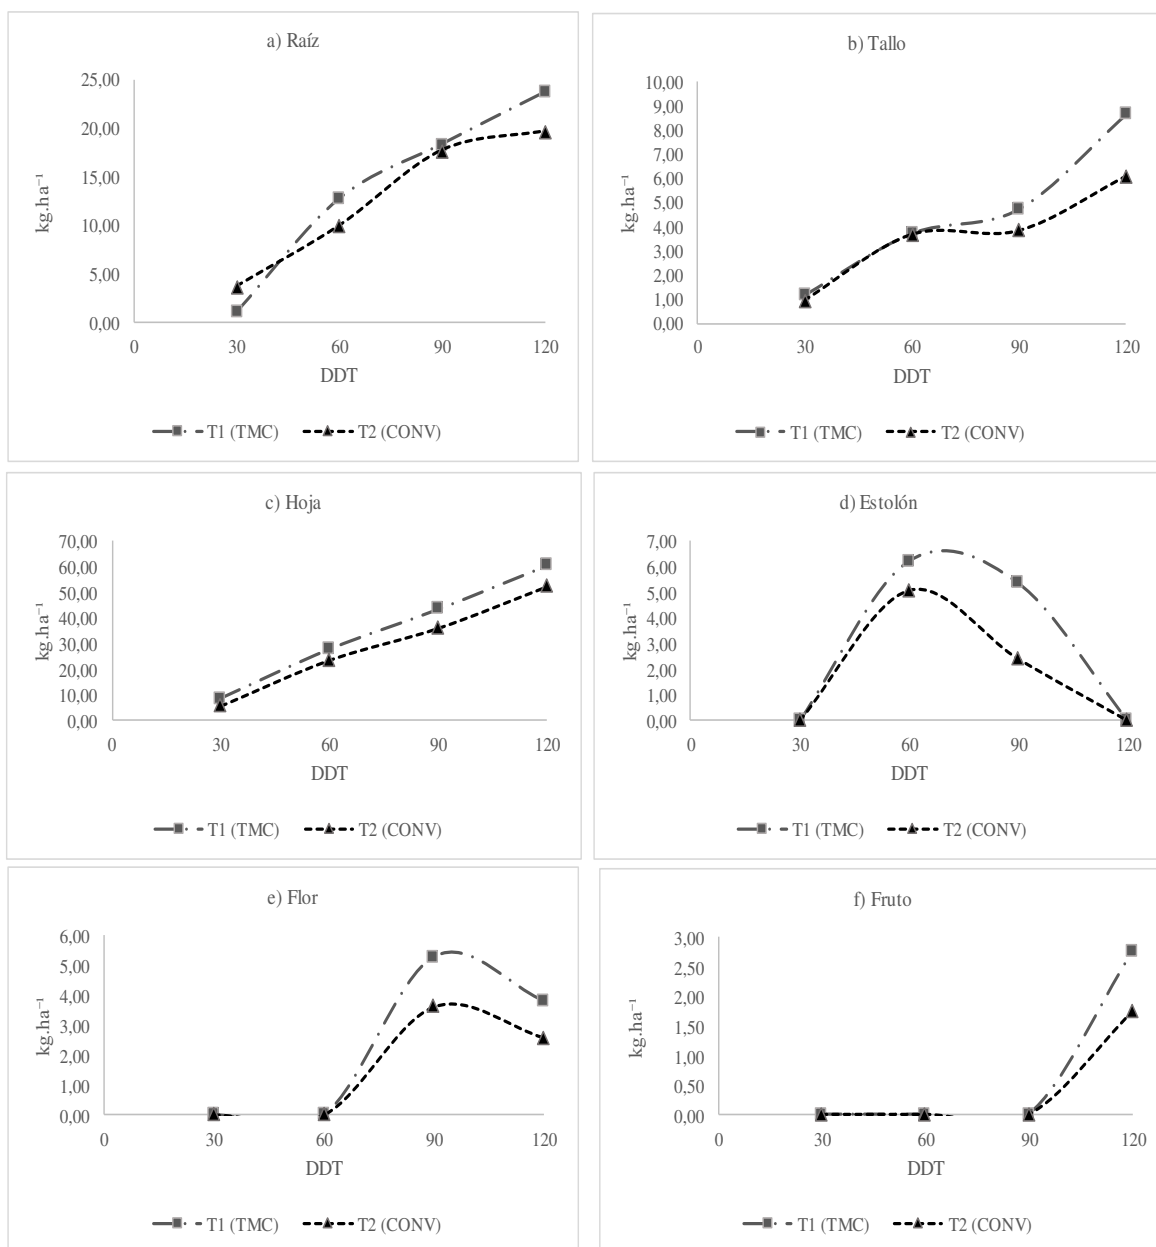 a) Raíz
25,00
20,00
15,00
10,00
5,00
0,00
kg.ha⁻¹
0 30 60 90 120
DDT
T1 (TMC) T2 (CONV)
b) Tallo
10,00
9,00
8,00
7,00
6,00
5,00
4,00
3,00
2,00
1,00
0,00
kg.ha⁻¹
0 30 60 90 120
DDT
T1 (TMC) T2 (CONV)
c) Hoja
70,00
60,00
50,00
40,00
30,00
20,00
10,00
0,00
kg.ha⁻¹
0 30 60 90 120
DDT
T1 (TMC) T2 (CONV)
d) Estolón
7,00
6,00
5,00
4,00
3,00
2,00
1,00
0,00
kg.ha⁻¹
0 30 60 90 120
DDT
T1 (TMC) T2 (CONV)
e) Flor
6,00
5,00
4,00
3,00
2,00
1,00
0,00
kg.ha⁻¹
0 30 60 90 120
DDT
T1 (TMC) T2 (CONV)
f) Fruto
3,00
2,50
2,00
1,50
1,00
0,50
0,00
kg.ha⁻¹
0 30 60 90 120
DDT
T1 (TMC) T2 (CONV)